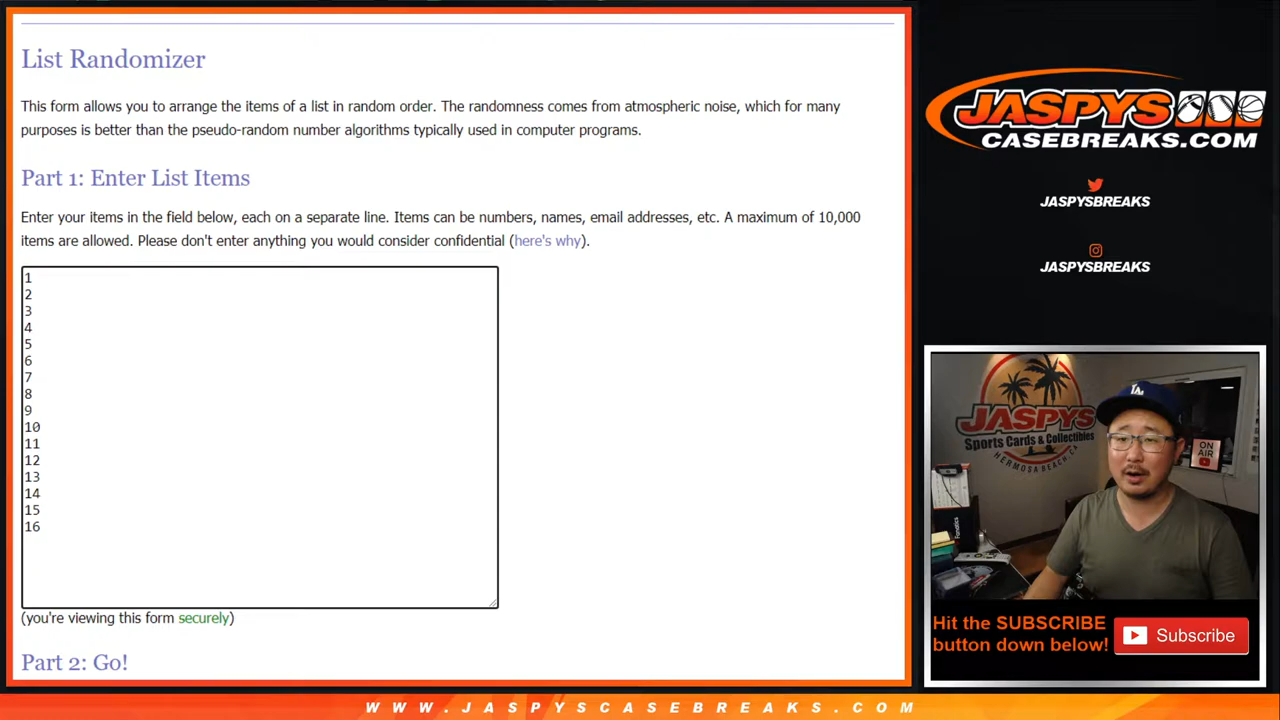 List Randomizer
This form allows you to arrange the items of a list in random order. The randomness comes from atmospheric noise, which for many
purposes is better than the pseudo-random number algorithms typically used in computer programs.
Part 1: Enter List Items
Enter your items in the field below, each on a separate line. Items can be numbers, names, email addresses, etc. A maximum of 10,000
items are allowed. Please don't enter anything you would consider confidential (here's why).
1
2
3
4
5
6
7
8
9
10
11
12
13
14
15
16
(you're viewing this form securely)
Part 2: Go!
JASPYS
CASEBREAKS.COM
JASPYSBREAKS
JASPYSBREAKS
JASPYS
Sports Cards & Collectibles
HERMOSA BEACH, CA
LA
ON
AIR
Fanatics
Hit the SUBSCRIBE
button down below!
Subscribe
WWW.JASPYSCASEBREAKS.COM